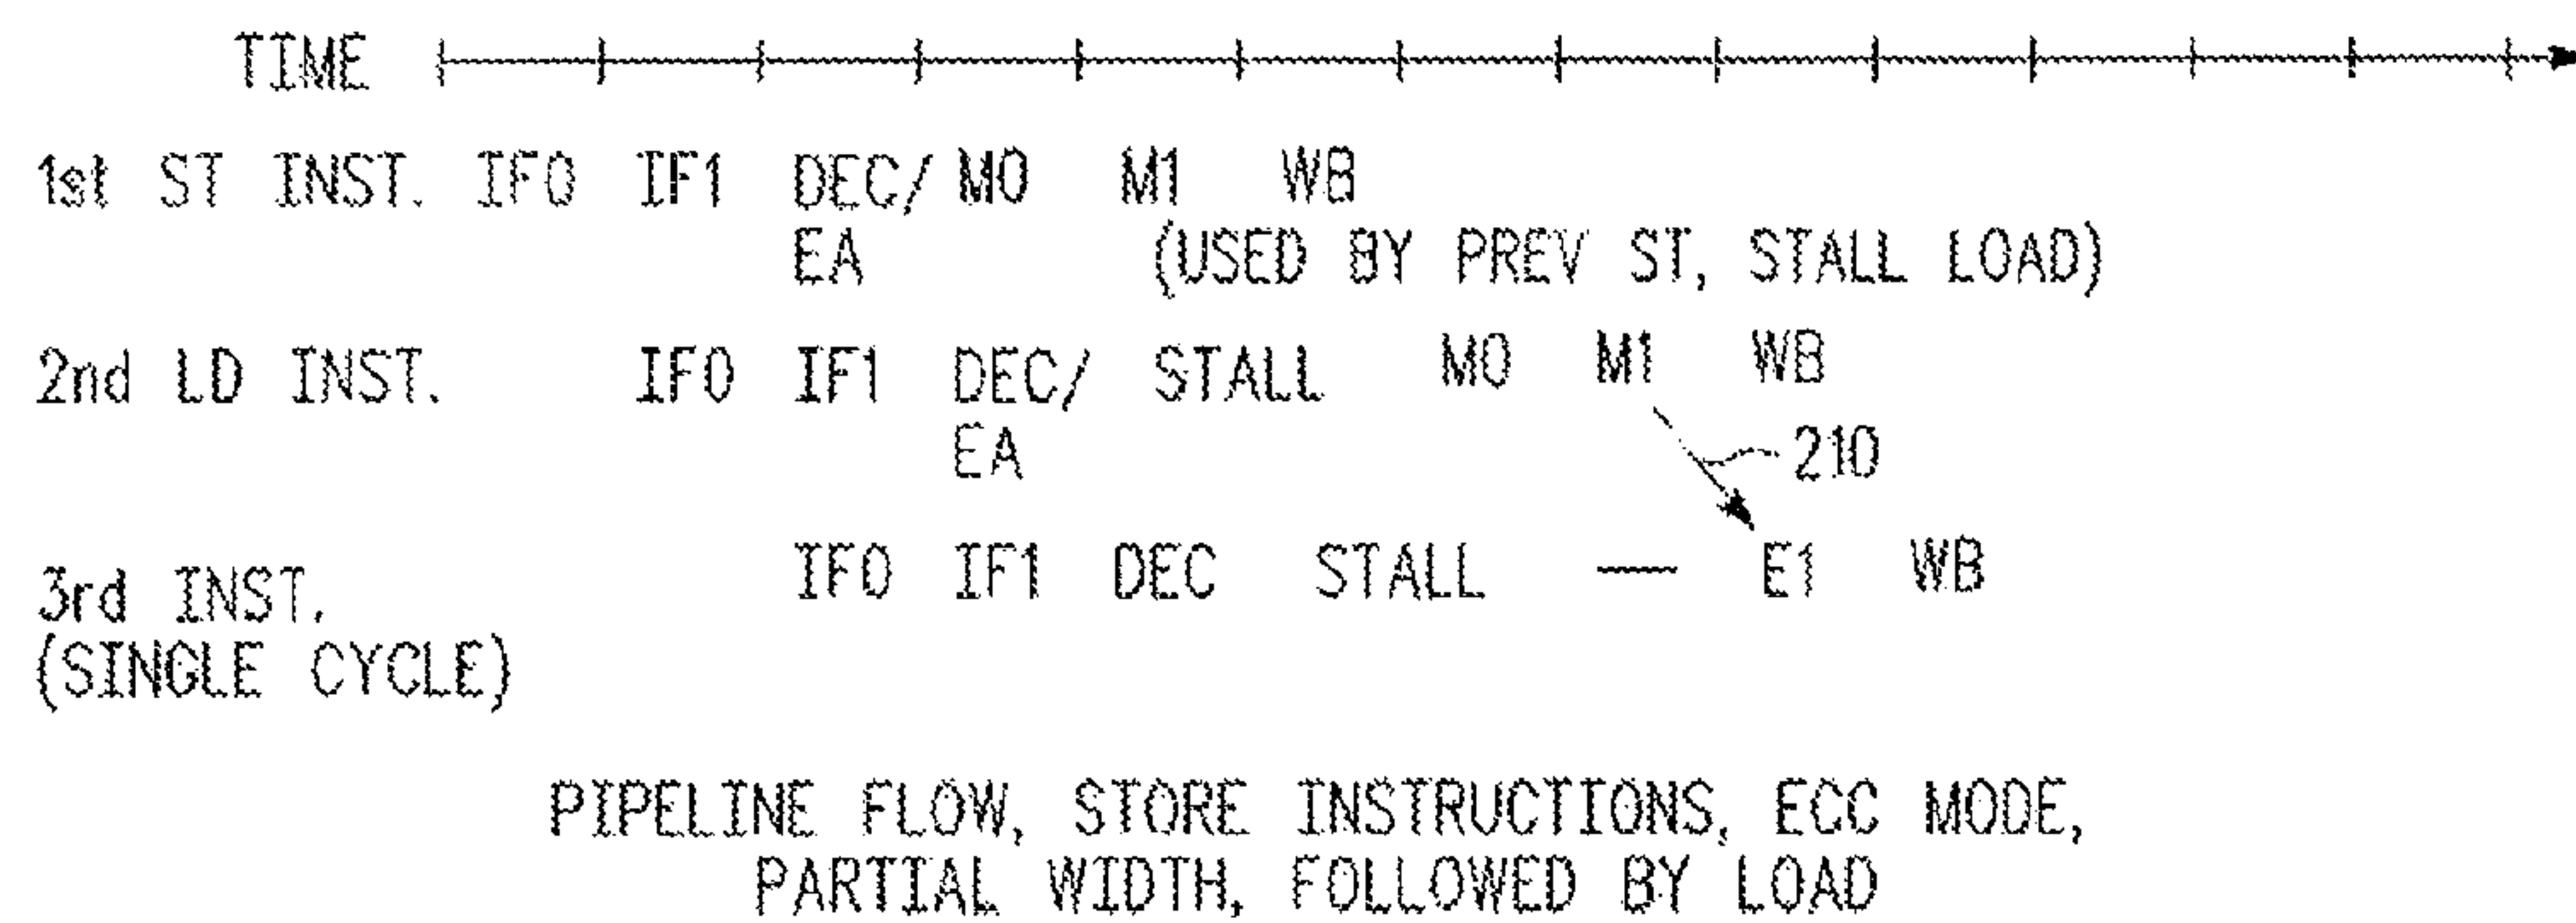 TIME
1st ST INST. IF0 IF1 DEC/ M0 M1 WB
EA (USED BY PREV ST, STALL LOAD)
2nd LD INST. IF0 IF1 DEC/ STALL M0 M1 WB
EA 210
IF0 IF1 DEC STALL — E1 WB
3rd INST.
(SINGLE CYCLE)
PIPELINE FLOW, STORE INSTRUCTIONS, ECC MODE,
PARTIAL WIDTH, FOLLOWED BY LOAD